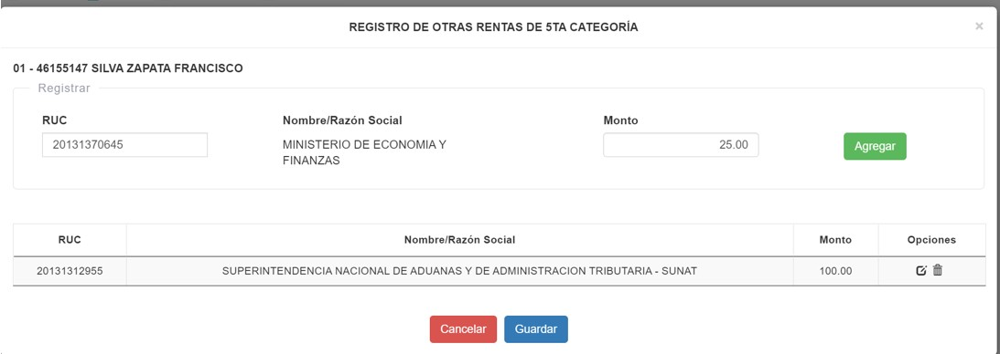 REGISTRO DE OTRAS RENTAS DE 5TA CATEGORÍA ×
01 - 46155147 SILVA ZAPATA FRANCISCO
Registrar
RUC Nombre/Razón Social Monto
20131370645 MINISTERIO DE ECONOMIA Y 25.00 Agregar
FINANZAS
RUC Nombre/Razón Social Monto Opciones
20131312955 SUPERINTENDENCIA NACIONAL DE ADUANAS Y DE ADMINISTRACION TRIBUTARIA - SUNAT 100.00
Cancelar Guardar